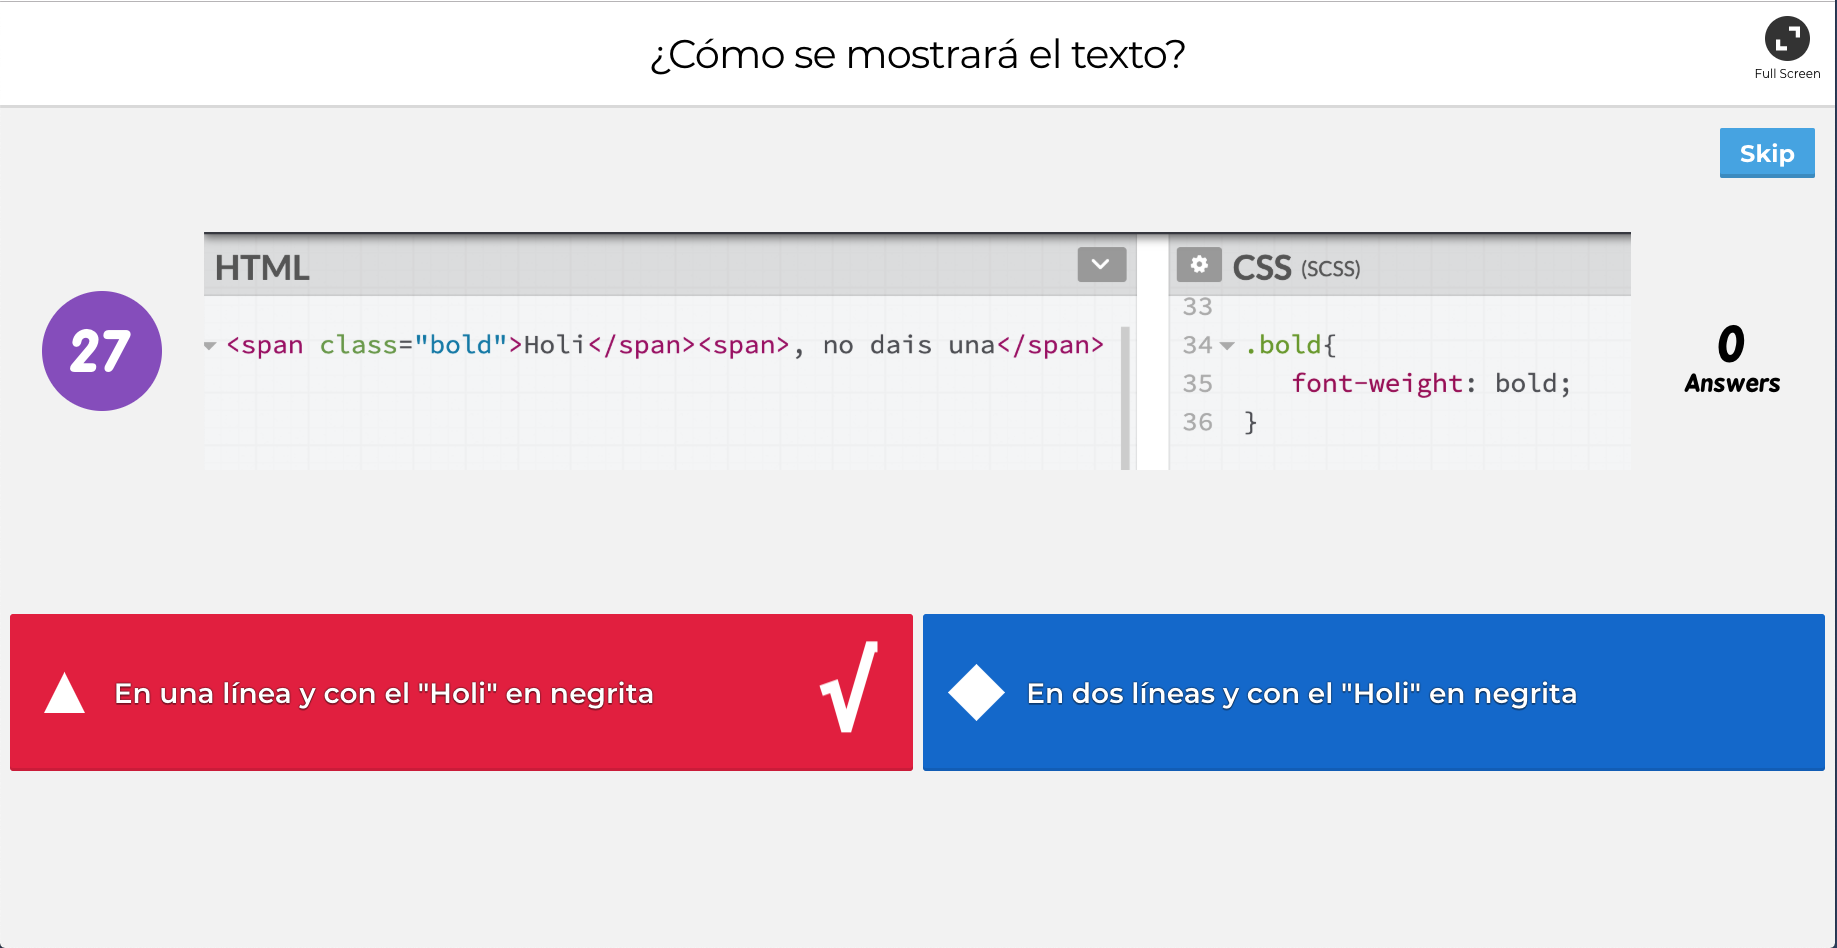 ¿Cómo se mostrará el texto?
Full Screen
Skip
HTML
CSS (SCSS)
27
<span class="bold">Holi</span><span>, no dais una</span>
33
34 .bold{
35 font-weight: bold;
36 }
0
Answers
En una línea y con el "Holi" en negrita
En dos líneas y con el "Holi" en negrita